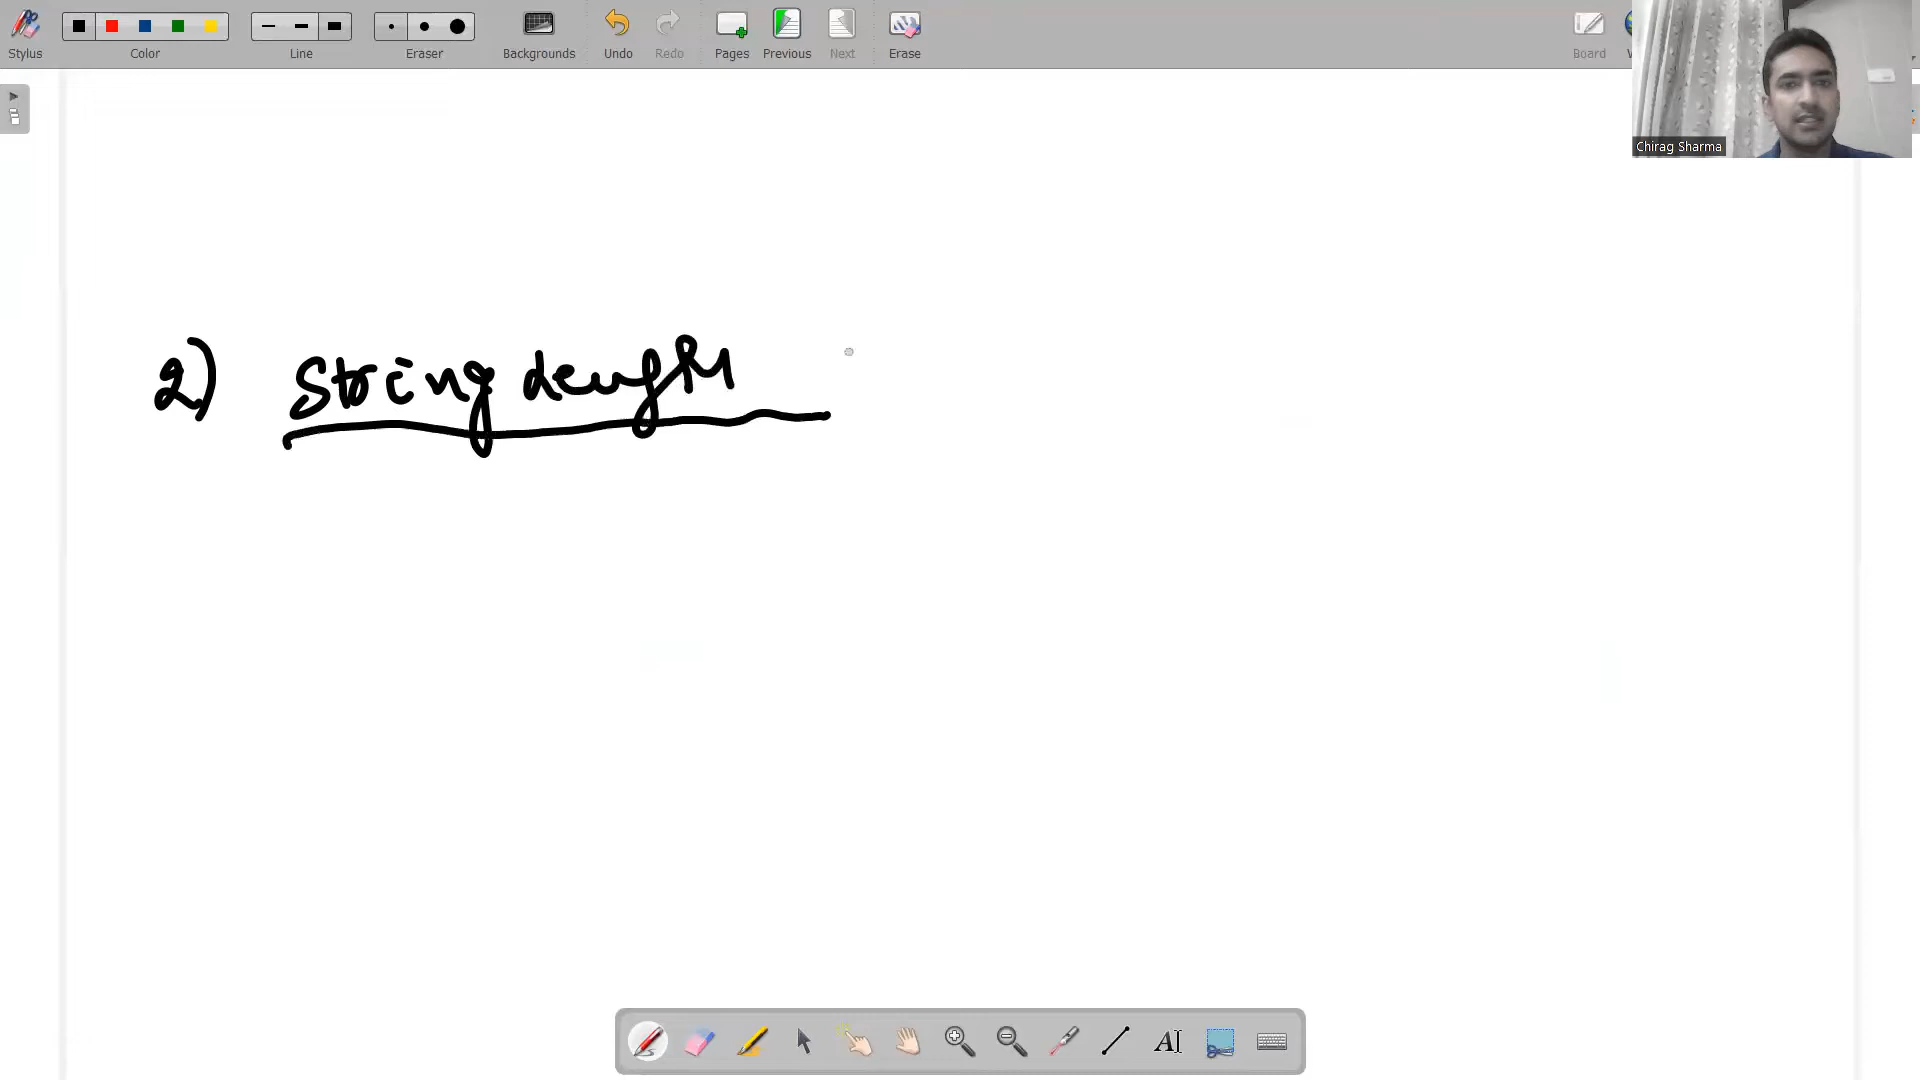 Stylus
Color
Line
Eraser
Backgrounds
Undo
Redo
Pages
Previous
Next
Erase
Board
Chirag Sharma
2) String length